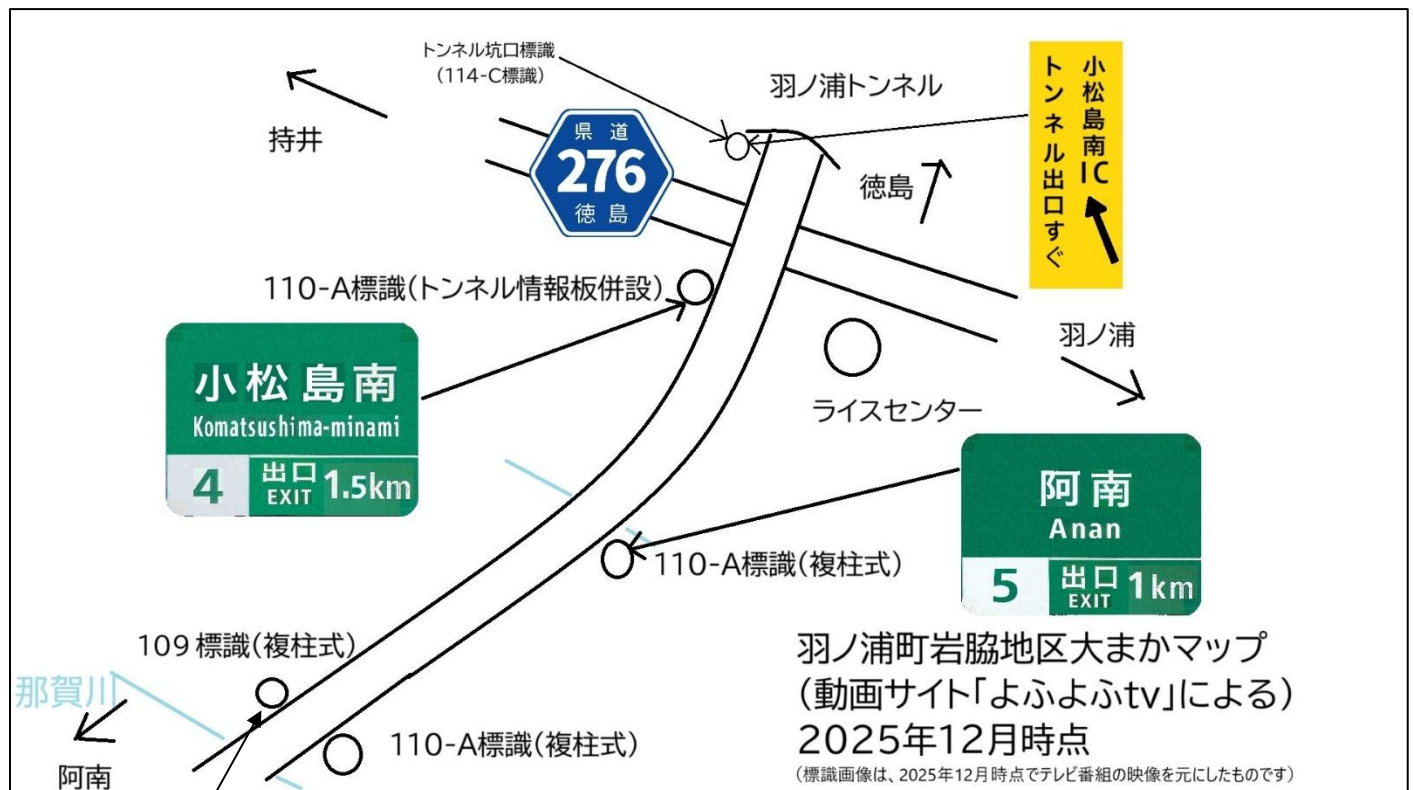 トンネル坑口標識
(114-C標識)
羽ノ浦トンネル
小松島南IC
トンネル出口すぐ
持井
県道
276
徳島
徳島
110-A標識(トンネル情報板併設)
羽ノ浦
小松島南
Komatsushima-minami
4 出口 EXIT 1.5km
ライスセンター
阿南
Anan
5 出口 EXIT 1km
110-A標識(複柱式)
109標識(複柱式)
那賀川
110-A標識(複柱式)
阿南
羽ノ浦町岩脇地区大まかマップ
(動画サイト「よふよふtv」による)
2025年12月時点
(標識画像は、2025年12月時点でテレビ番組の映像を元にしたものです)